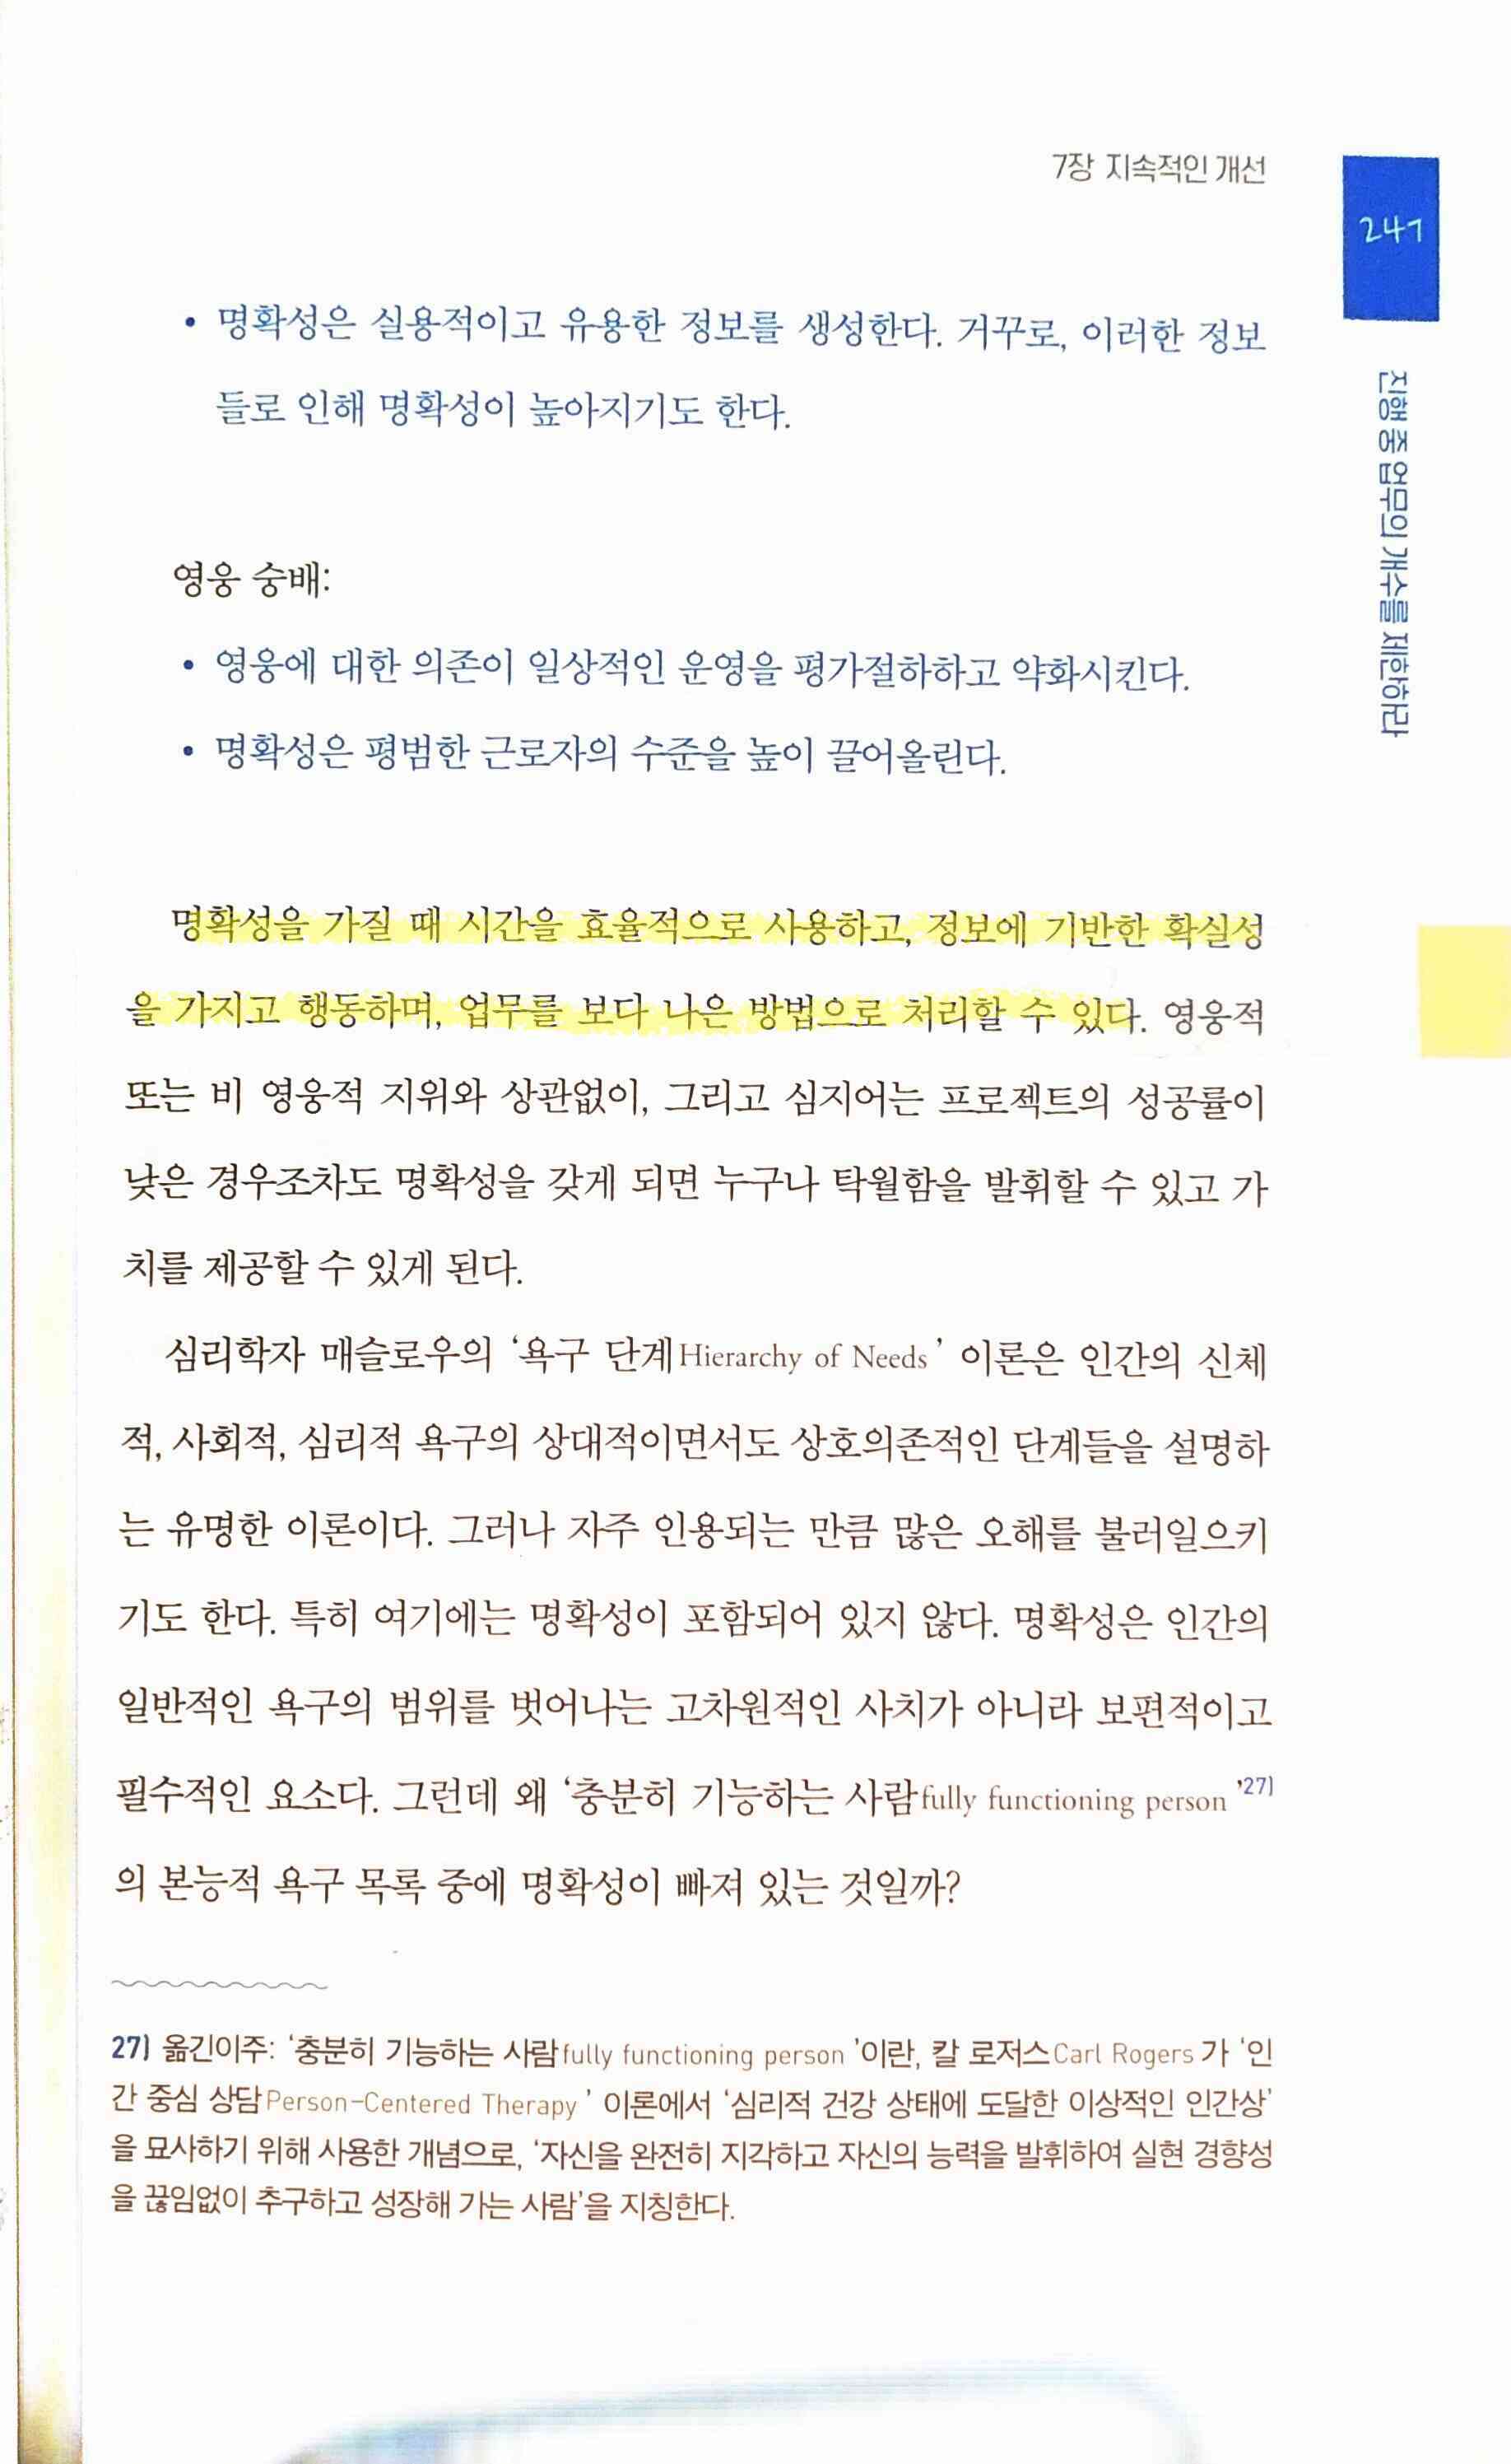 7장 지속적인 개선
241
진행 중 업무의 개수를 제한하라
• 명확성은 실용적이고 유용한 정보를 생성한다. 거꾸로, 이러한 정보
들로 인해 명확성이 높아지기도 한다.
영웅 숭배:
• 영웅에 대한 의존이 일상적인 운영을 평가절하하고 약화시킨다.
• 명확성은 평범한 근로자의 수준을 높이 끌어올린다.
명확성을 가질 때 시간을 효율적으로 사용하고, 정보에 기반한 확실성
을 가지고 행동하며, 업무를 보다 나은 방법으로 처리할 수 있다. 영웅적
또는 비 영웅적 지위와 상관없이, 그리고 심지어는 프로젝트의 성공률이
낮은 경우조차도 명확성을 갖게 되면 누구나 탁월함을 발휘할 수 있고 가
치를 제공할 수 있게 된다.
심리학자 매슬로우의 ‘욕구 단계Hierarchy of Needs’ 이론은 인간의 신체
적, 사회적, 심리적 욕구의 상대적이면서도 상호의존적인 단계들을 설명하
는 유명한 이론이다. 그러나 자주 인용되는 만큼 많은 오해를 불러일으키
기도 한다. 특히 여기에는 명확성이 포함되어 있지 않다. 명확성은 인간의
일반적인 욕구의 범위를 벗어나는 고차원적인 사치가 아니라 보편적이고
필수적인 요소다. 그런데 왜 ‘충분히 기능하는 사람fully functioning person’27)
의 본능적 욕구 목록 중에 명확성이 빠져 있는 것일까?
27) 옮긴이주: ‘충분히 기능하는 사람fully functioning person’이란, 칼 로저스Carl Rogers가 ‘인
간 중심 상담Person-Centered Therapy’ 이론에서 ‘심리적 건강 상태에 도달한 이상적인 인간상’
을 묘사하기 위해 사용한 개념으로, ‘자신을 완전히 지각하고 자신의 능력을 발휘하여 실현 경향성
을 끊임없이 추구하고 성장해 가는 사람’을 지칭한다.